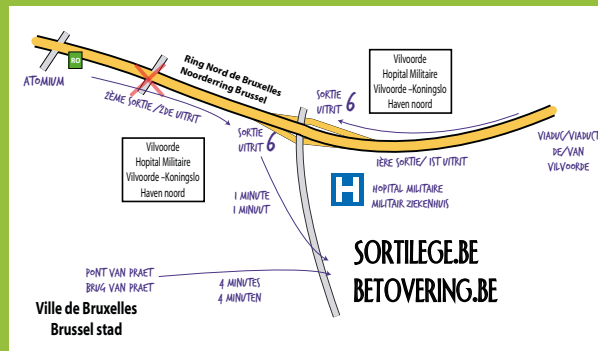 RO
ATOMIUM
Ring Nord de Bruxelles
Noorderring Brussel
2ÈME SORTIE /2DE UITRIT
Vilvoorde
Hopital Militaire
Vilvoorde –Koningslo
Haven noord
SORTIE
UITRIT 6
VIADUC/VIADUCT
DE/VAN
VILVOORDE
1ÈRE SORTIE/ 1ST UITRIT
Vilvoorde
Hopital Militaire
Vilvoorde –Koningslo
Haven noord
SORTIE
UITRIT 6
H
HOPITAL MILITAIRE
MILITAIR ZIEKENHUIS
1 MINUTE
1 MINUUT
SORTILEGE.BE
BETOVERING.BE
PONT VAN PRAET
BRUG VAN PRAET
4 MINUTES
4 MINUTEN
Ville de Bruxelles
Brussel stad